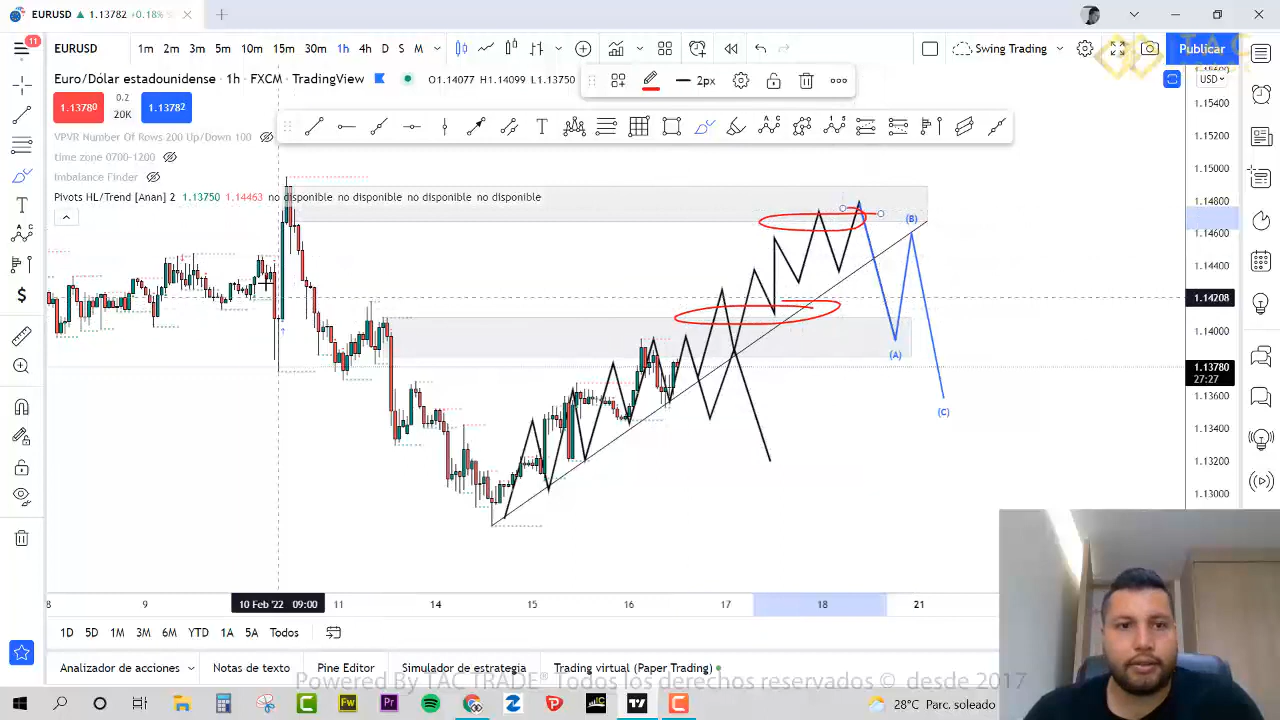 EURUSD ▲ 1.13782 +0.18%
EURUSD 1m 2m 3m 5m 10m 15m 30m 1h 4h D S M Swing Trading Publicar
11
Euro/Dólar estadounidense · 1h · FXCM · TradingView O1.1407 1.13750
2px
TAC
USD
1.13780 0.2 20K 1.13782
VPVR Number Of Rows 200 Up/Down 100
time zone 0700-1200
Imbalance Finder
Pivots HL/Trend [Anan] 2 1.13750 1.14463 no disponible no disponible no disponible no disponible
1.15400
1.15200
1.15000
1.14800
1.14600
1.14400
1.14208
1.14000
1.13780
27:27
1.13600
1.13400
1.13200
1.13000
(B)
(A)
(C)
8 9 10 Feb '22 09:00 11 14 15 16 17 18 21
1D 5D 1M 3M 6M YTD 1A 5A Todos
Analizador de acciones Notas de texto Pine Editor Simulador de estrategia Trading virtual (Paper Trading)
Powered By TAC TRADE® Todos los derechos reservados © desde 2017
FW Pr 28°C Parc. soleado